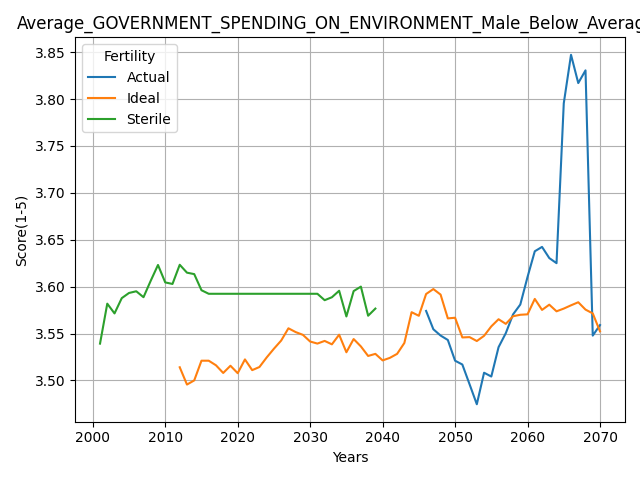 Average_GOVERNMENT_SPENDING_ON_ENVIRONMENT_Male_Below_Averag
Fertility
Actual
Ideal
Sterile
3.85
3.80
3.75
3.70
3.65
3.60
3.55
3.50
Score(1-5)
2000 2010 2020 2030 2040 2050 2060 2070
Years